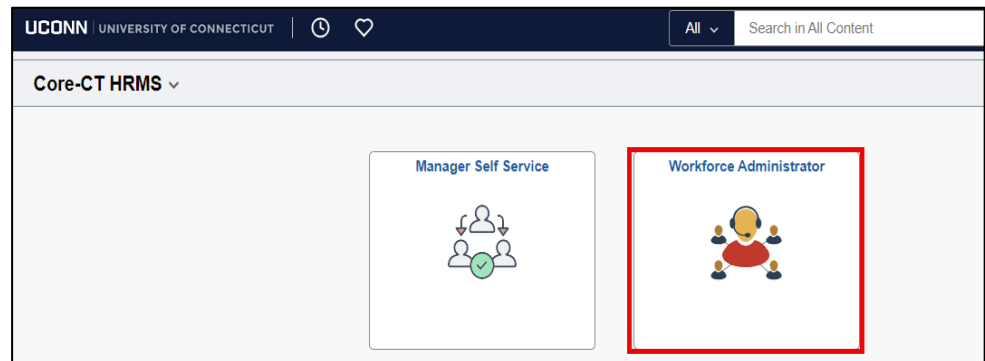 UCONN UNIVERSITY OF CONNECTICUT
All
Search in All Content
Core-CT HRMS
Manager Self Service
Workforce Administrator